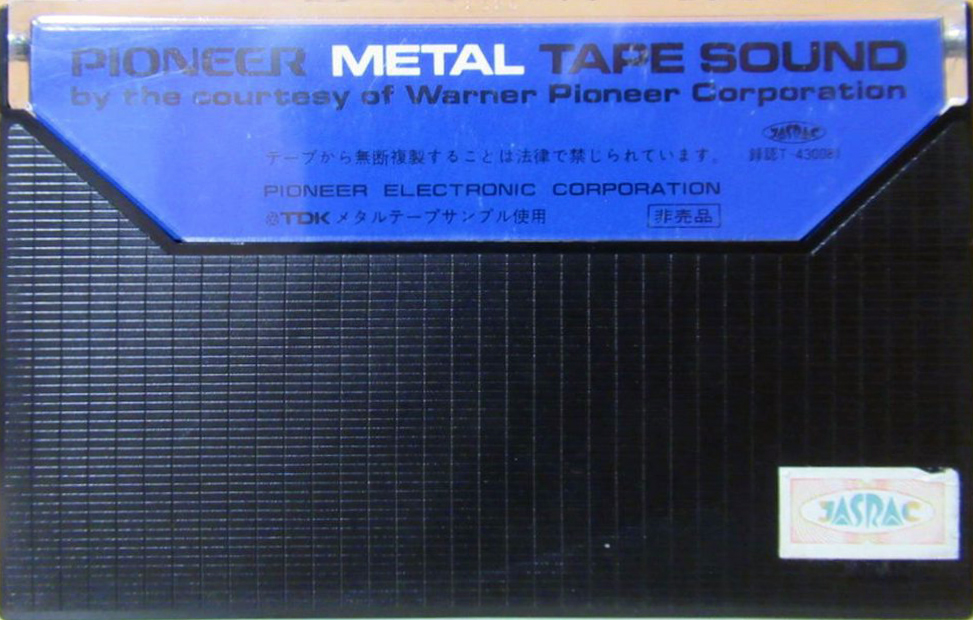 PIONEER METAL TAPE SOUND
by the courtesy of Warner Pioneer Corporation
JASRAC
テープから無断複製することは法律で禁じられています。
PIONEER ELECTRONIC CORPORATION
TDK メタルテープサンプル使用 非売品
JASRAC